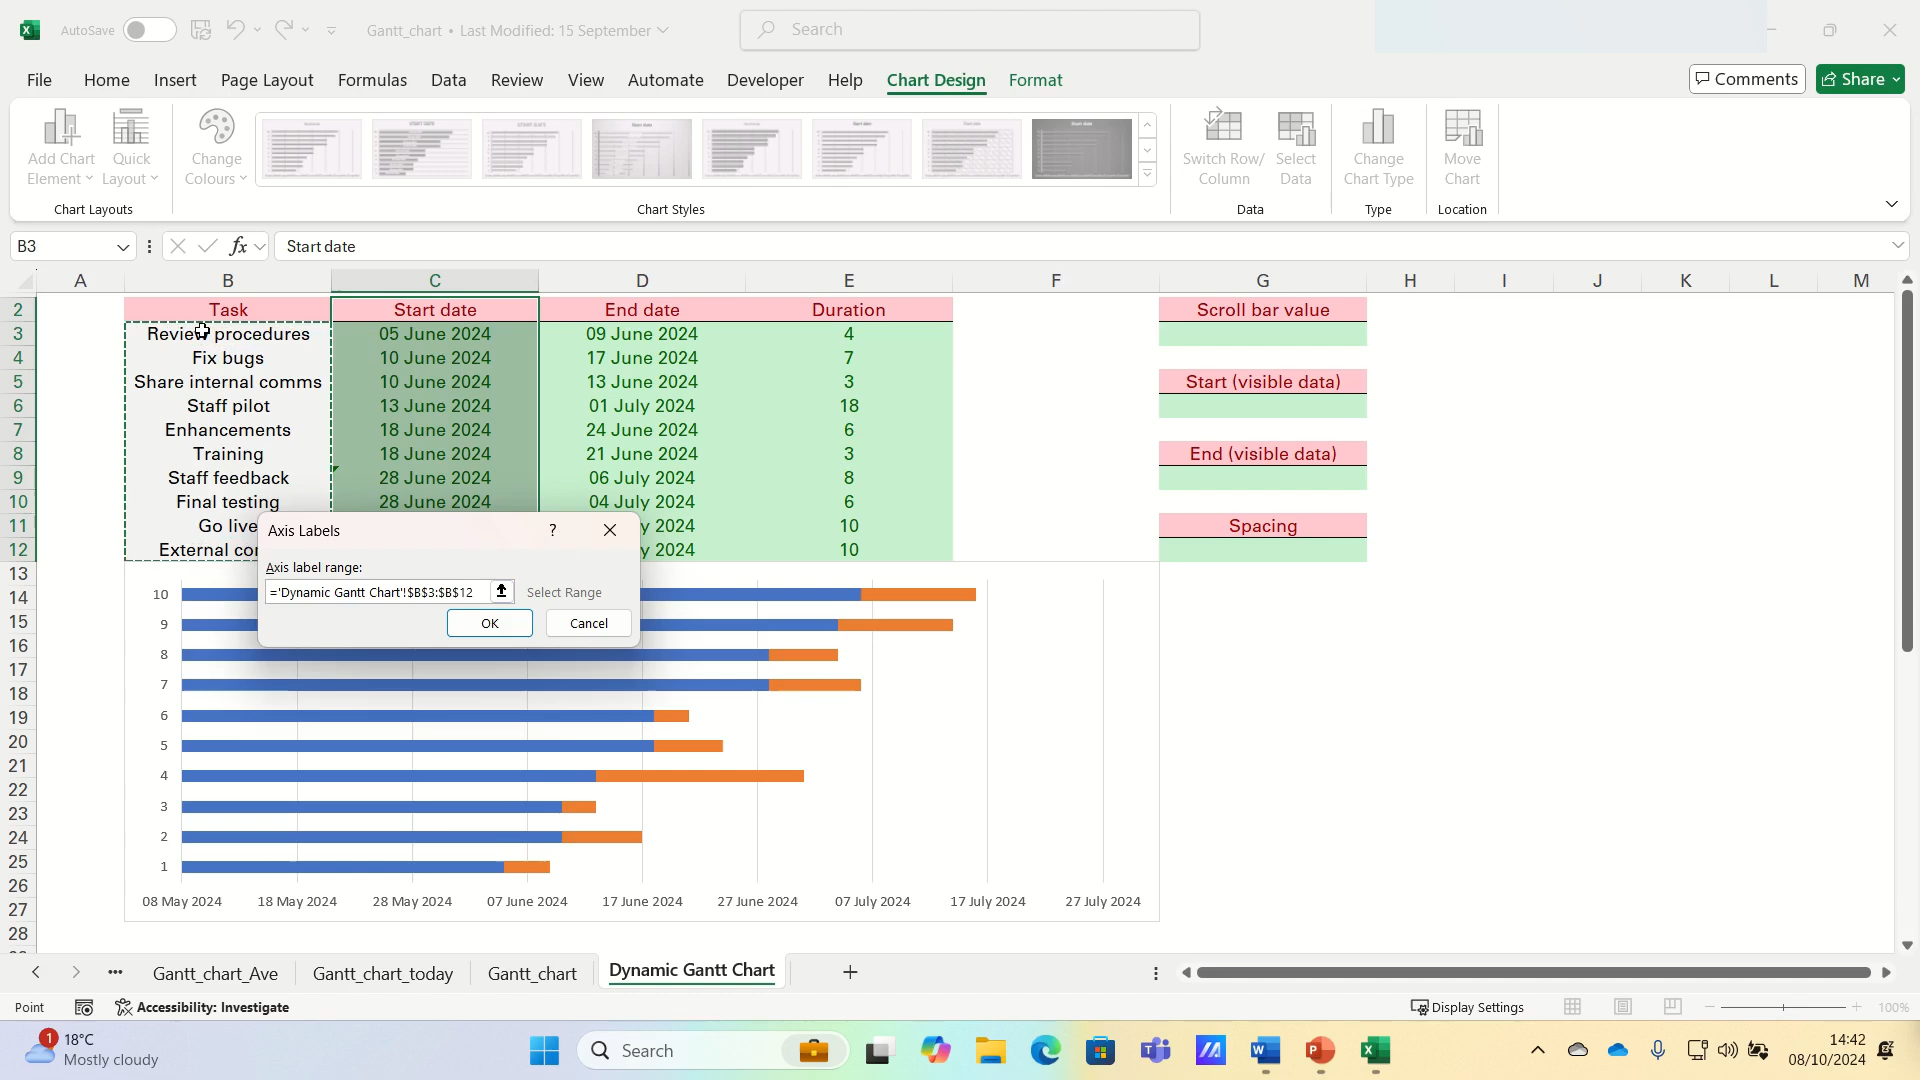 AutoSave
Gantt_chart • Last Modified: 15 September
Search
File Home Insert Page Layout Formulas Data Review View Automate Developer Help Chart Design Format
Comments
Share
Add Chart
Element
Quick
Layout
Change
Colours
Switch Row/
Column
Select
Data
Change
Chart Type
Move
Chart
Chart Layouts
Chart Styles
Data
Type
Location
B3
fx
Start date
A B C D E F G H I J K L M
2 Task Start date End date Duration Scroll bar value
3 Review procedures 05 June 2024 09 June 2024 4
4 Fix bugs 10 June 2024 17 June 2024 7
5 Share internal comms 10 June 2024 13 June 2024 3 Start (visible data)
6 Staff pilot 13 June 2024 01 July 2024 18
7 Enhancements 18 June 2024 24 June 2024 6
8 Training 18 June 2024 21 June 2024 3 End (visible data)
9 Staff feedback 28 June 2024 06 July 2024 8
10 Final testing 28 June 2024 04 July 2024 6
11 Go live y 2024 10 Spacing
12 External co y 2024 10
Axis Labels
?
Axis label range:
='Dynamic Gantt Chart'!$B$3:$B$12
Select Range
OK
Cancel
13
14
15
16
17
18
19
20
21
22
23
24
25
26
27
28
10
9
8
7
6
5
4
3
2
1
08 May 2024 18 May 2024 28 May 2024 07 June 2024 17 June 2024 27 June 2024 07 July 2024 17 July 2024 27 July 2024
Gantt_chart_Ave Gantt_chart_today Gantt_chart Dynamic Gantt Chart
Point
Accessibility: Investigate
Display Settings
100%
1
18°C
Mostly cloudy
Search
14:42
08/10/2024